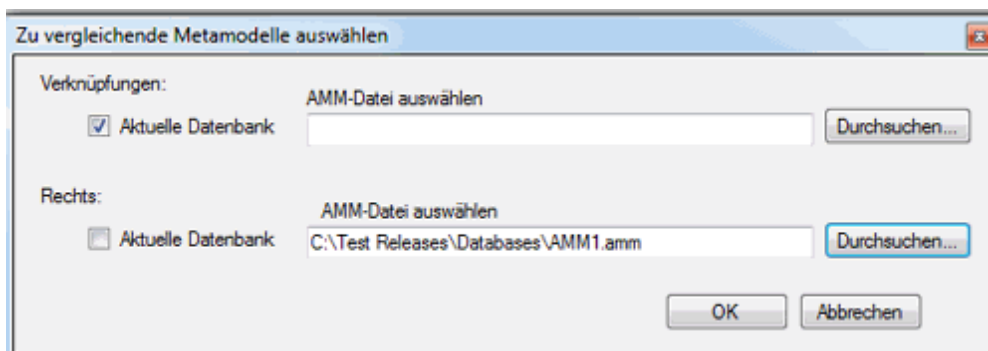 Zu vergleichende Metamodelle auswählen
Verknüpfungen:
AMM-Datei auswählen
Aktuelle Datenbank
Durchsuchen...
Rechts:
AMM-Datei auswählen
Aktuelle Datenbank
C:\Test Releases\Databases\AMM1.amm
Durchsuchen...
OK
Abbrechen